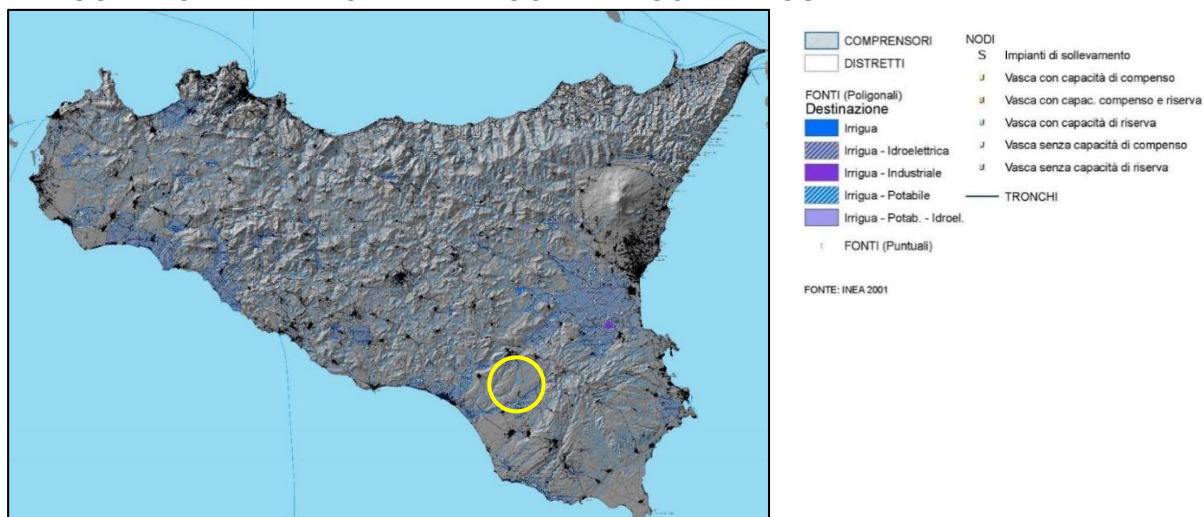 COMPRENSORI
DISTRETTI
FONTI (Poligonali)
Destinazione
Irrigua
Irrigua - Idroelettrica
Irrigua - Industriale
Irrigua - Potabile
Irrigua - Potab. - Idroel.
FONTI (Puntuali)
FONTE: INEA 2001
NODI
S Impianti di sollevamento
Vasca con capacità di compenso
Vasca con capac. compenso e riserva
Vasca con capacità di riserva
Vasca senza capacità di compenso
Vasca senza capacità di riserva
TRONCHI